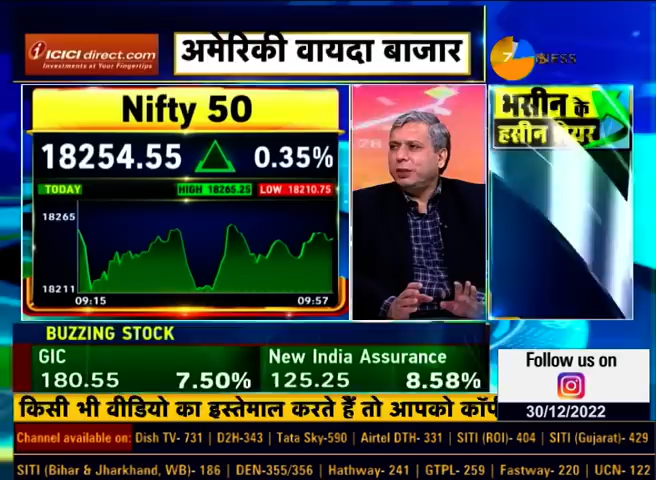 ICICI direct.com
Investments at Your Fingertips
अमेरिकी वायदा बाजार
Nifty 50
18254.55 0.35%
TODAY HIGH 18265.25 LOW 18210.75
18265
18211
09:15 09:57
भसीन के
हसीन शेयर
BUZZING STOCK
GIC New India Assurance
180.55 7.50% 125.25 8.58%
Follow us on
30/12/2022
किसी भी वीडियो का इस्तेमाल करते हैं तो आपको कॉपी
Channel available on: Dish TV- 731 | D2H-343 | Tata Sky-590 | Airtel DTH- 331 | SITI (ROI)- 404 | SITI (Gujarat)- 429
SITI (Bihar & Jharkhand, WB)- 186 | DEN-355/356 | Hathway- 241 | GTPL- 259 | Fastway- 220 | UCN- 122